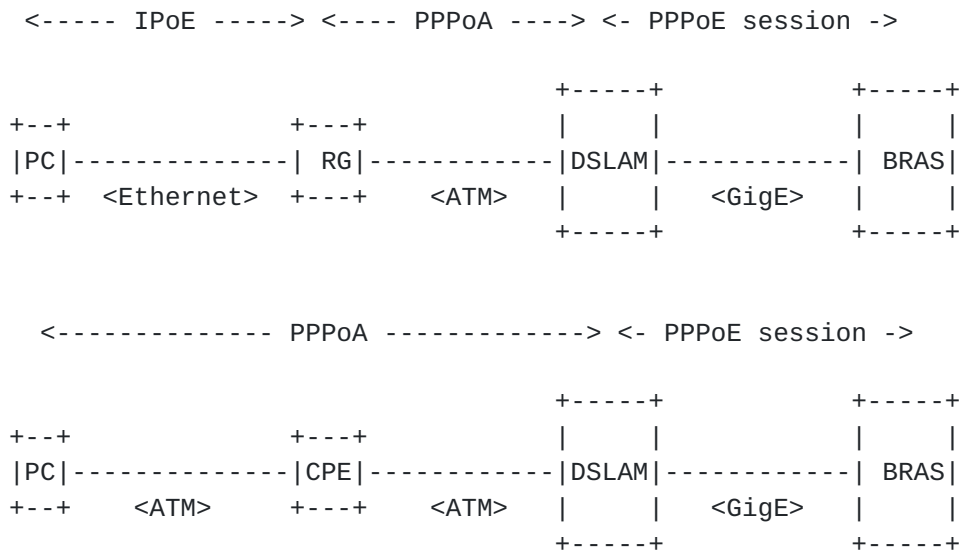 <----- IPoE -----> <---- PPPoA ----> <- PPPoE session ->
+-----+ +-----+
+--+ +---+ | | | |
|PC|--------------| RG|------------|DSLAM|------------| BRAS|
+--+ <Ethernet> +---+ <ATM> | | <GigE> | |
+-----+ +-----+
<-------------- PPPoA -------------> <- PPPoE session ->
+-----+ +-----+
+--+ +---+ | | | |
|PC|--------------|CPE|------------|DSLAM|------------| BRAS|
+--+ <ATM> +---+ <ATM> | | <GigE> | |
+-----+ +-----+